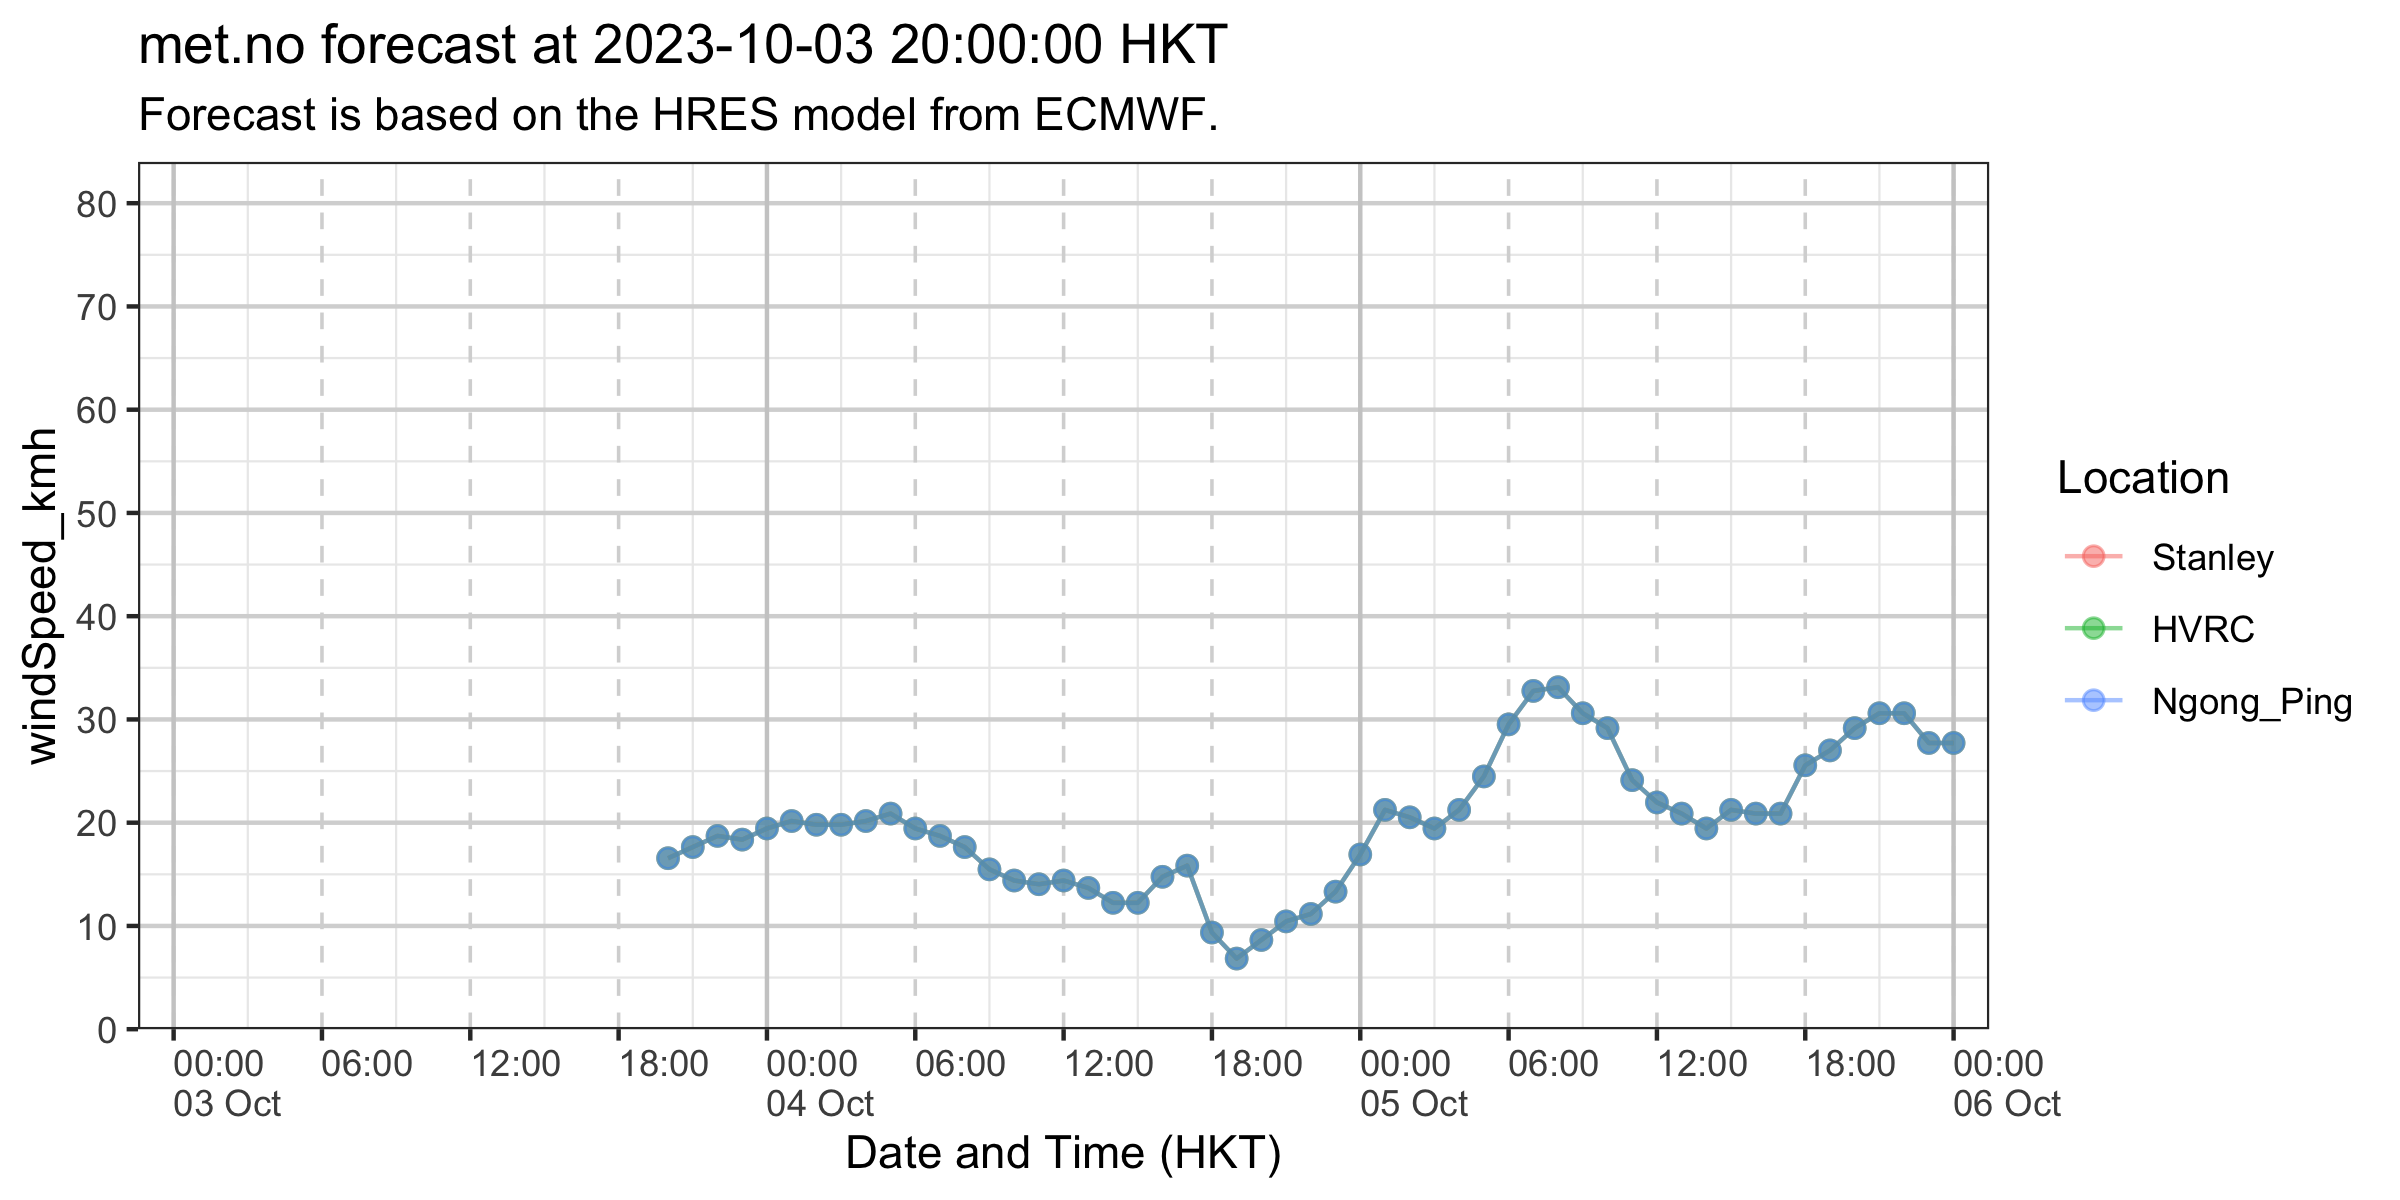 met.no forecast at 2023-10-03 20:00:00 HKT
Forecast is based on the HRES model from ECMWF.
windSpeed_kmh
80
70
60
50
40
30
20
10
0
00:00 06:00 12:00 18:00 00:00 06:00 12:00 18:00 00:00 06:00 12:00 18:00 00:00
03 Oct 04 Oct 05 Oct 06 Oct
Date and Time (HKT)
Location
Stanley
HVRC
Ngong_Ping